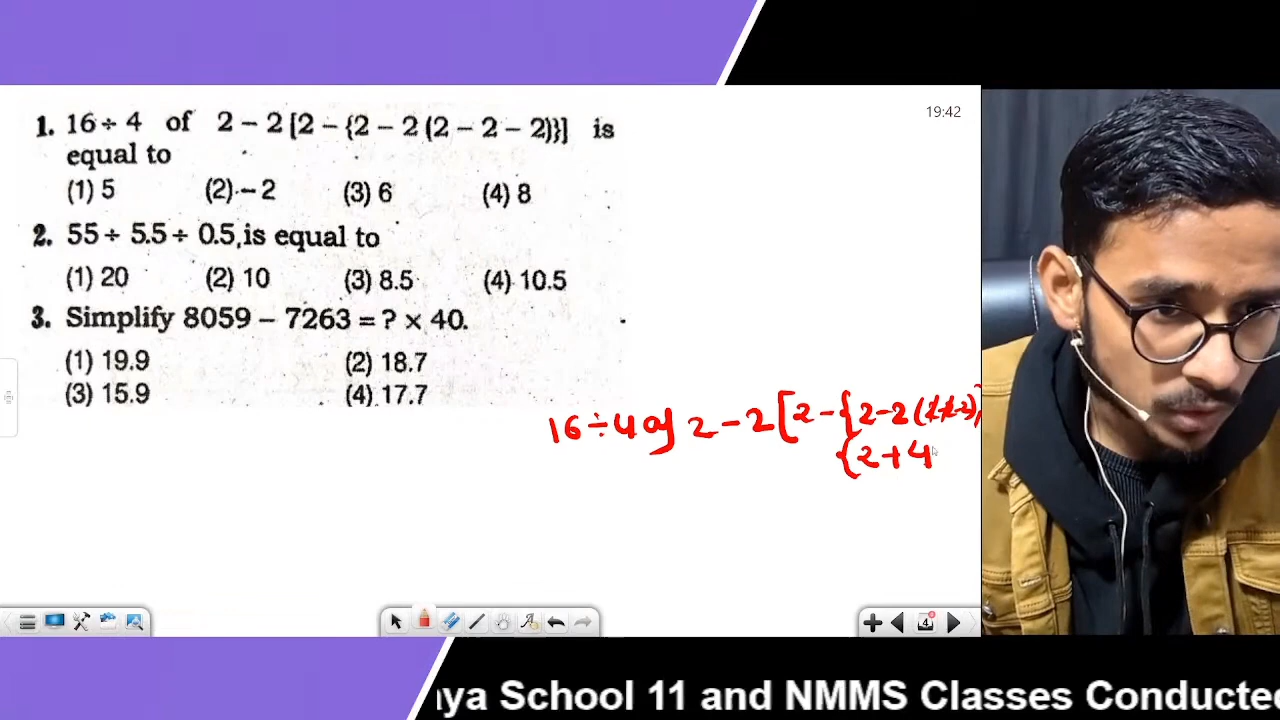 19:42
1. 16 ÷ 4 of 2 – 2 [2 – {2 – 2 (2 – 2 – 2)}] is
equal to
(1) 5 (2) – 2 (3) 6 (4) 8
2. 55 ÷ 5.5 ÷ 0.5, is equal to
(1) 20 (2) 10 (3) 8.5 (4) 10.5
3. Simplify 8059 – 7263 = ? × 40.
(1) 19.9 (2) 18.7
(3) 15.9 (4) 17.7
16 ÷ 4 of 2 – 2 [2 – {2 – 2 (
{2 + 4
4
School 11 and NMMS Classes